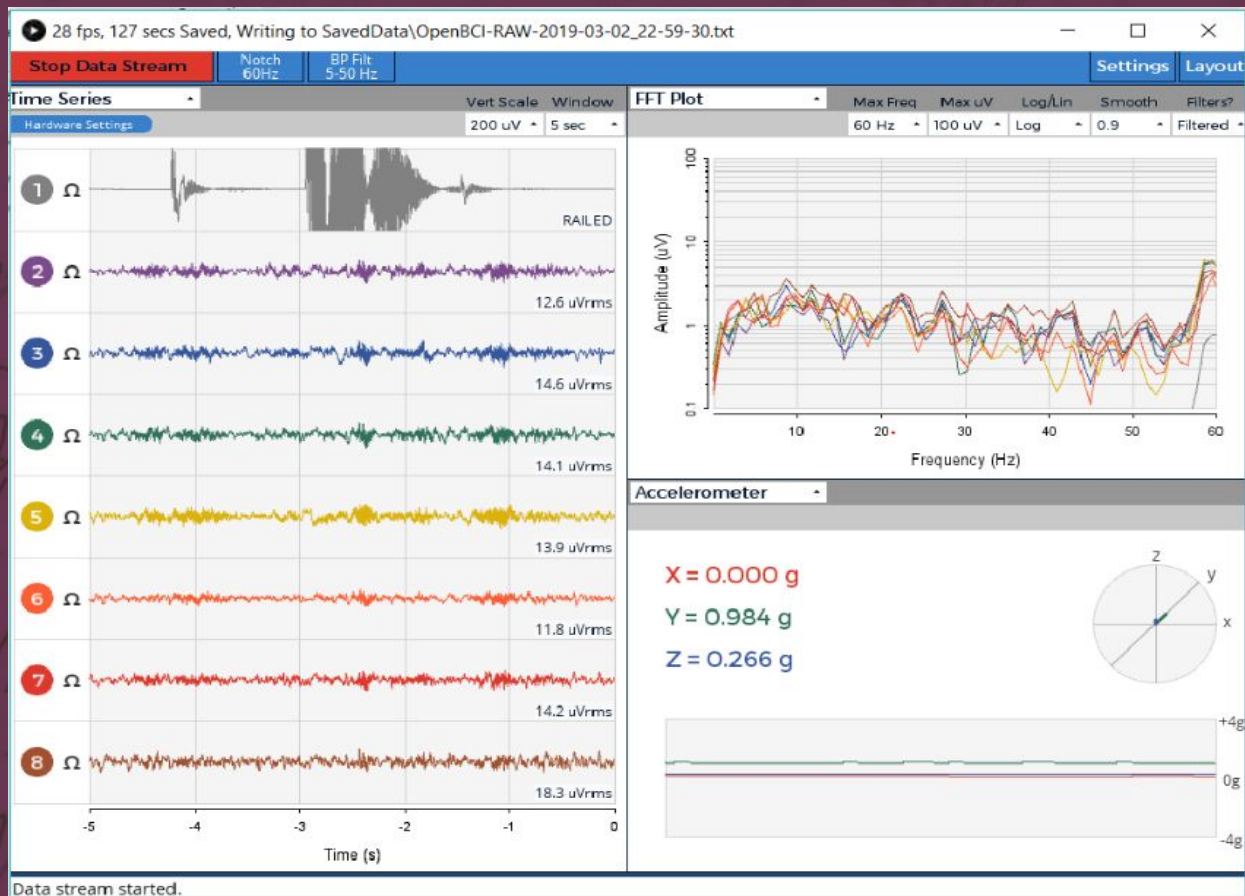 28 fps, 127 secs Saved, Writing to SavedData\OpenBCI-RAW-2019-03-02_22-59-30.txt
Stop Data Stream
Notch
60Hz
BP Filt
5-50 Hz
Settings
Layout
Time Series
Vert Scale
Window
Hardware Settings
200 uV
5 sec
1 Ω
RAILED
2 Ω
12.6 uVrms
3 Ω
14.6 uVrms
4 Ω
14.1 uVrms
5 Ω
13.9 uVrms
6 Ω
11.8 uVrms
7 Ω
14.2 uVrms
8 Ω
18.3 uVrms
-5 -4 -3 -2 -1 0
Time (s)
FFT Plot
Max Freq Max uV Log/Lin Smooth Filters?
60 Hz 100 uV Log 0.9 Filtered
100
10
1
0.1
Amplitude (uV)
10 20 30 40 50 60
Frequency (Hz)
Accelerometer
X = 0.000 g
Y = 0.984 g
Z = 0.266 g
z
y
x
+4g
0g
-4g
Data stream started.